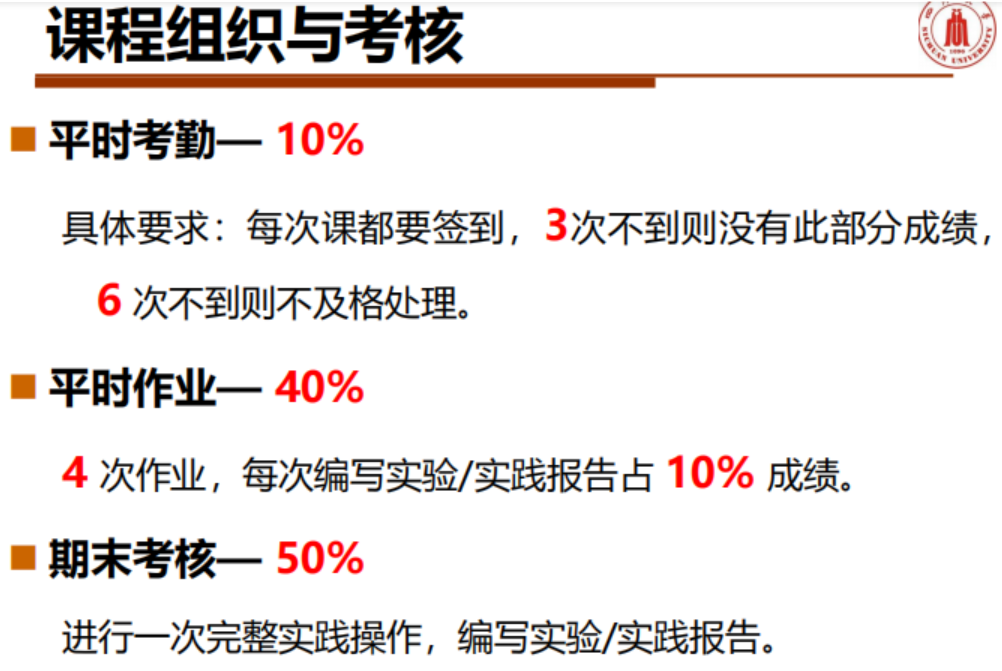 课程组织与考核
SICHUAN UNIVERSITY
1896
平时考勤— 10%
具体要求：每次课都要签到，3次不到则没有此部分成绩，
6 次不到则不及格处理。
平时作业— 40%
4 次作业，每次编写实验/实践报告占 10% 成绩。
期末考核— 50%
进行一次完整实践操作，编写实验/实践报告。